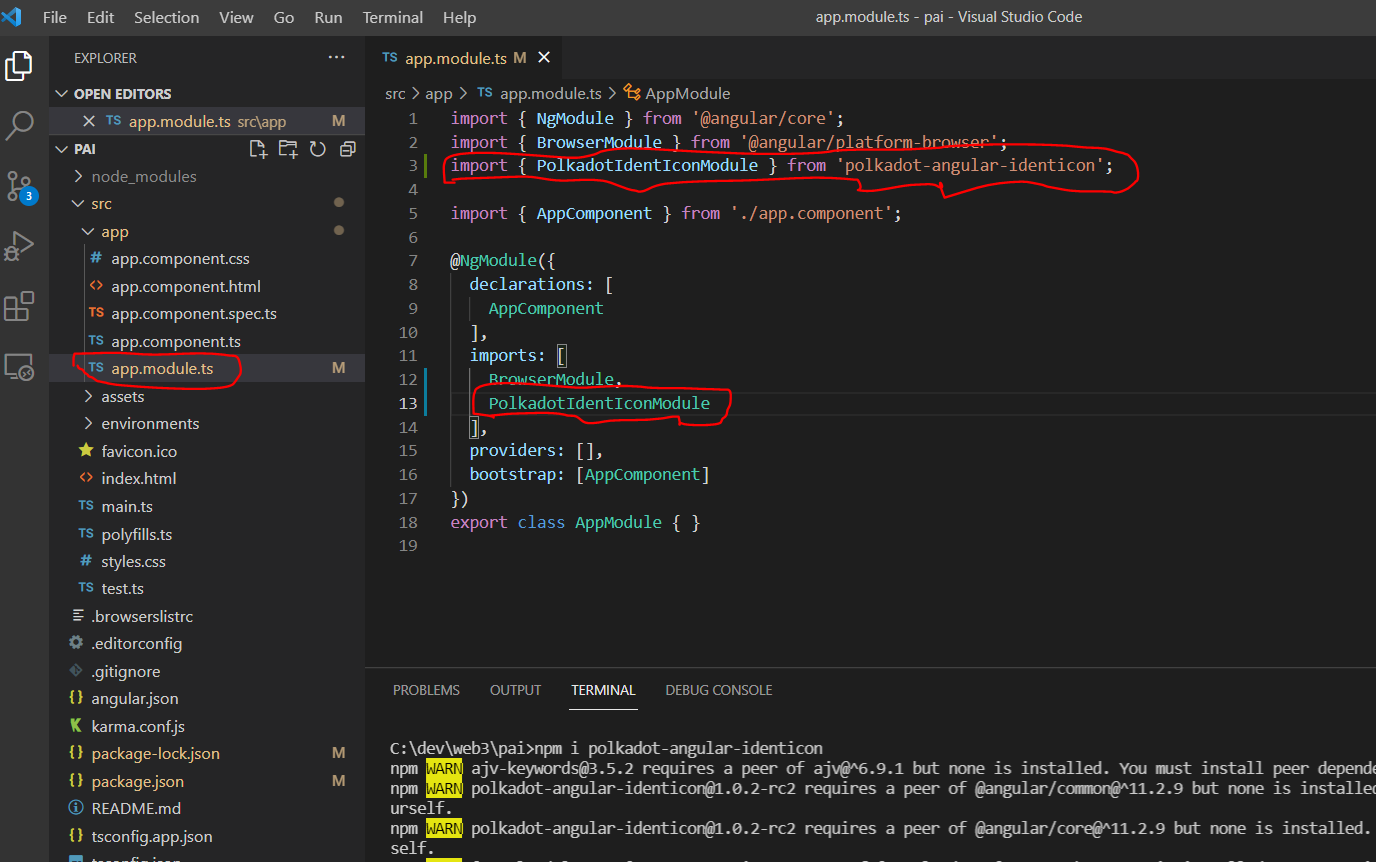 File Edit Selection View Go Run Terminal Help
app.module.ts - pai - Visual Studio Code
EXPLORER
OPEN EDITORS
TS app.module.ts src\app M
PAI
node_modules
src
app
# app.component.css
<> app.component.html
TS app.component.spec.ts
TS app.component.ts
TS app.module.ts M
assets
environments
favicon.ico
<> index.html
TS main.ts
TS polyfills.ts
# styles.css
TS test.ts
.browserslistrc
.editorconfig
.gitignore
{} angular.json
karma.conf.js
{} package-lock.json M
{} package.json M
README.md
{} tsconfig.app.json
3
TS app.module.ts M
src > app > TS app.module.ts > AppModule
1 import { NgModule } from '@angular/core';
2 import { BrowserModule } from '@angular/platform-browser';
3 import { PolkadotIdentIconModule } from 'polkadot-angular-identicon';
4
5 import { AppComponent } from './app.component';
6
7 @NgModule({
8 declarations: [
9 AppComponent
10 ],
11 imports: [
12 BrowserModule,
13 PolkadotIdentIconModule
14 ],
15 providers: [],
16 bootstrap: [AppComponent]
17 })
18 export class AppModule { }
19
PROBLEMS OUTPUT TERMINAL DEBUG CONSOLE
C:\dev\web3\pai>npm i polkadot-angular-identicon
npm WARN ajv-keywords@3.5.2 requires a peer of ajv@^6.9.1 but none is installed. You must install peer depende
npm WARN polkadot-angular-identicon@1.0.2-rc2 requires a peer of @angular/common@^11.2.9 but none is installed
urself.
npm WARN polkadot-angular-identicon@1.0.2-rc2 requires a peer of @angular/core@^11.2.9 but none is installed.
self.